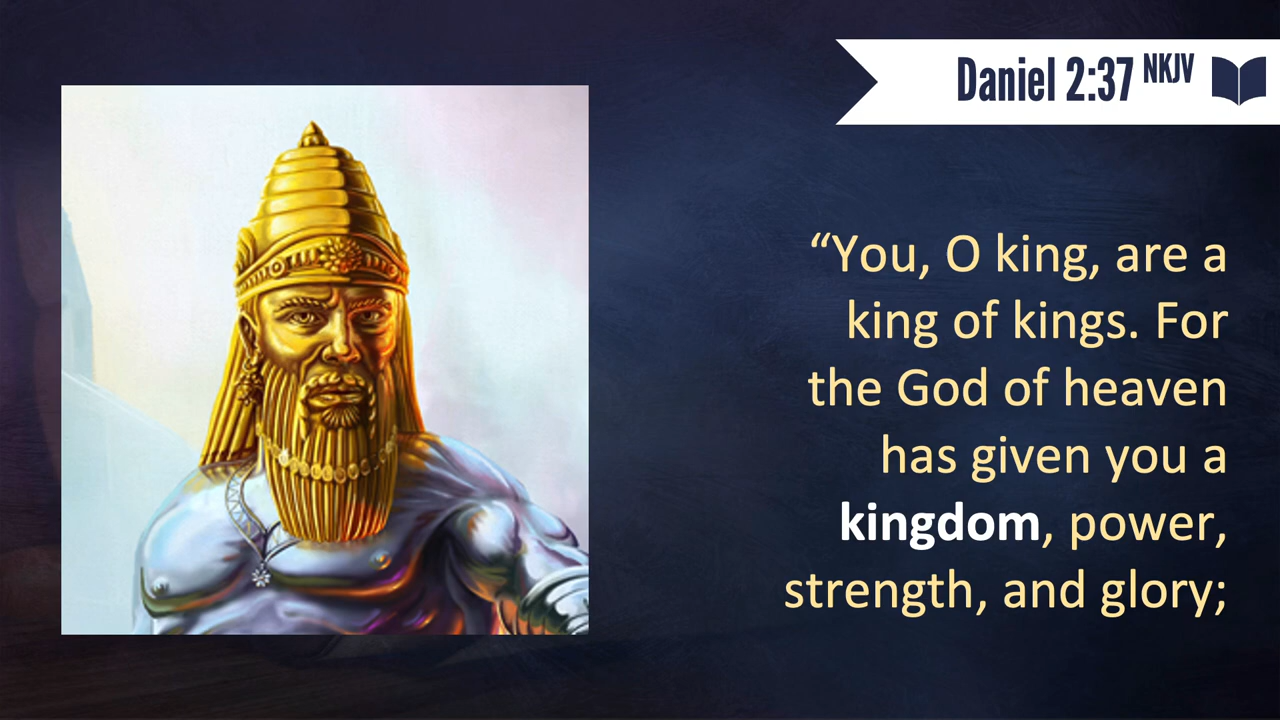 Daniel 2:37 NKJV
“You, O king, are a
king of kings. For
the God of heaven
has given you a
kingdom, power,
strength, and glory;